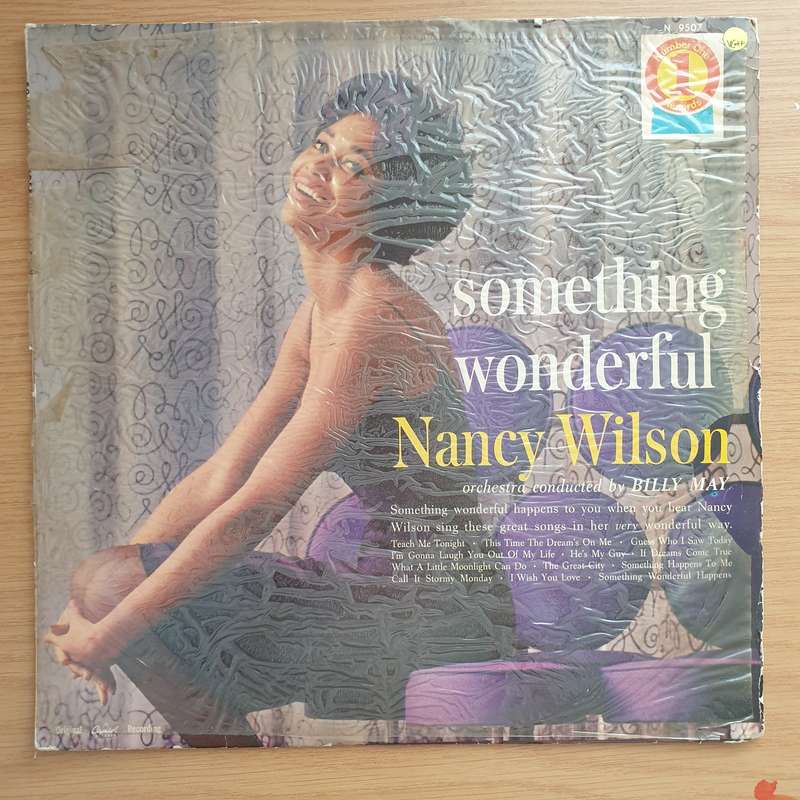 N 9507
VG++
Number One
1
Records
something
wonderful
Nancy Wilson
orchestra conducted by BILLY MAY
Something wonderful happens to you when you hear Nancy
Wilson sing these great songs in her very wonderful way.
Teach Me Tonight · This Time The Dream's On Me · Guess Who I Saw Today
I'm Gonna Laugh You Out Of My Life · He's My Guy · If Dreams Come True
What A Little Moonlight Can Do · The Great City · Something Happens To Me
Call It Stormy Monday · I Wish You Love · Something Wonderful Happens
Original Capitol Recording